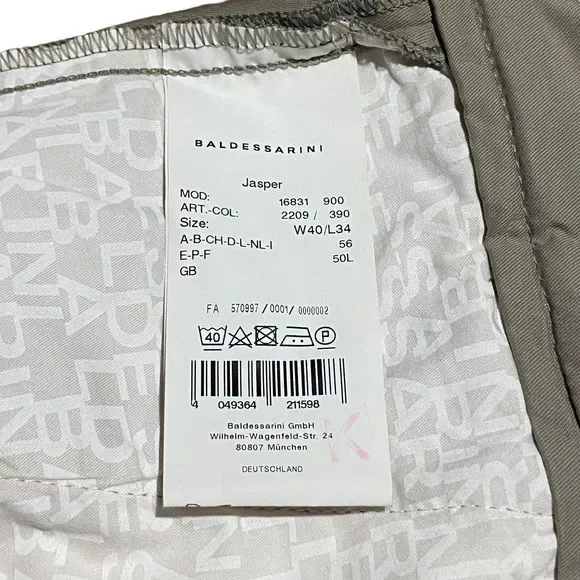 BALDESSARINI
Jasper
MOD: 16831 900
ART.-COL: 2209 / 390
Size: W40/L34
A-B-CH-D-L-NL-I 56
E-P-F 50L
GB
FA 570997 / 0001 / 0000002
40 P
4 049364 211598
Baldessarini GmbH
Wilhelm-Wagenfeld-Str. 24
80807 München
DEUTSCHLAND
K